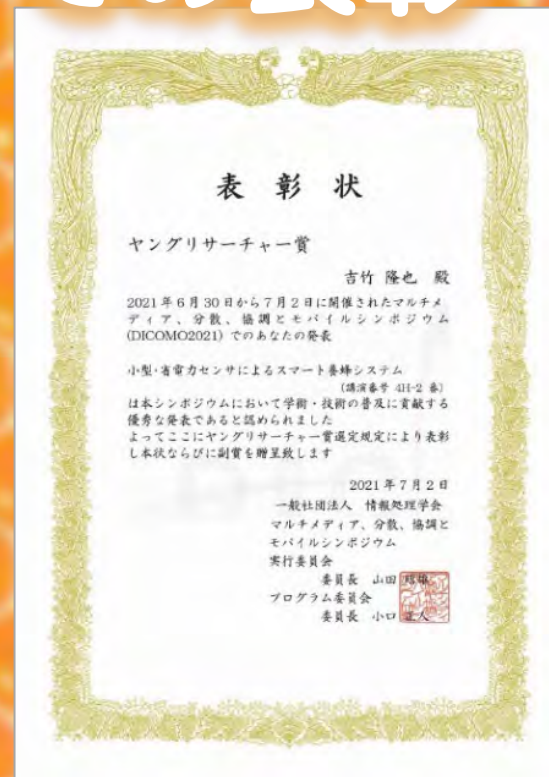 表彰状
ヤングリサーチャー賞
吉竹 隆也 殿
2021年6月30日から7月2日に開催されたマルチメ
ディア、分散、協調とモバイルシンポジウム
(DICOMO2021) でのあなたの発表
小型・省電力センサによるスマート養蜂システム
(講演番号 4H-2 番)
は本シンポジウムにおいて学術・技術の普及に貢献する
優秀な発表であると認められました
よってここにヤングリサーチャー賞選定規定により表彰
し本状ならびに副賞を贈呈致します
2021年7月2日
一般社団法人 情報処理学会
マルチメディア、分散、協調と
モバイルシンポジウム
実行委員会
委員長 山田
プログラム委員会
委員長 小口 正人